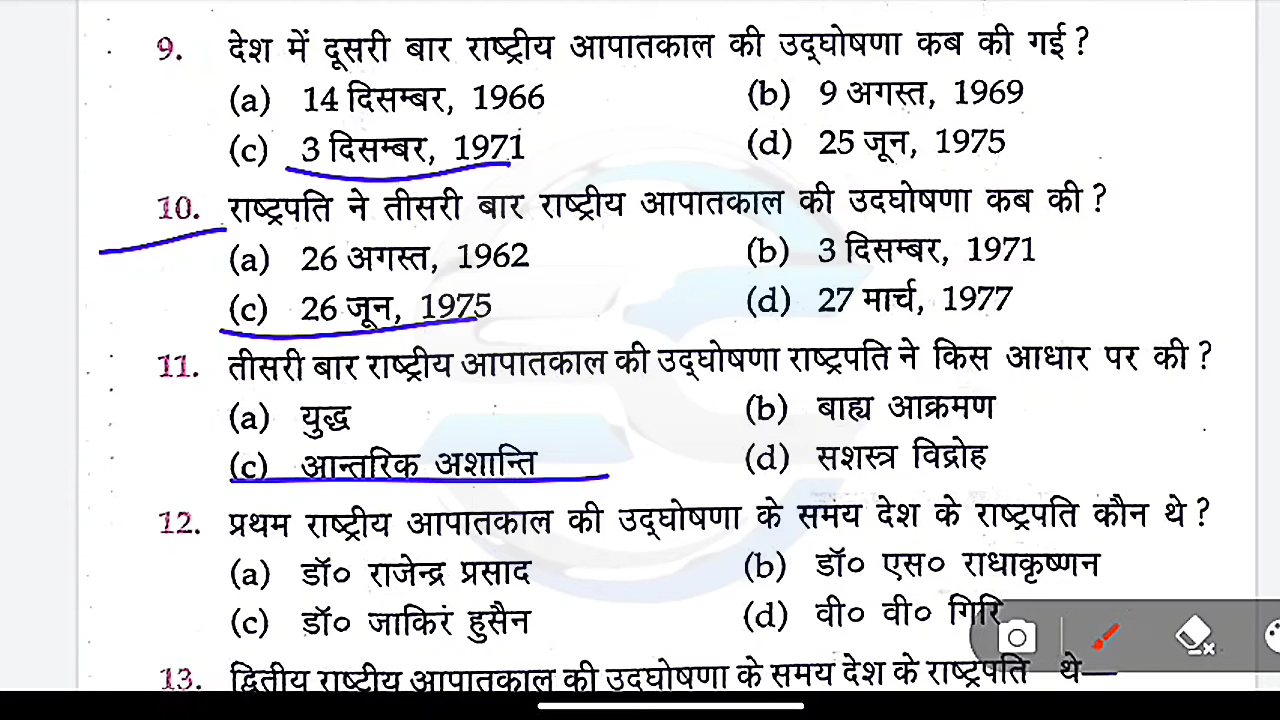 9. देश में दूसरी बार राष्ट्रीय आपातकाल की उद्घोषणा कब की गई ?
(a) 14 दिसम्बर, 1966 (b) 9 अगस्त, 1969
(c) 3 दिसम्बर, 1971 (d) 25 जून, 1975
10. राष्ट्रपति ने तीसरी बार राष्ट्रीय आपातकाल की उदघोषणा कब की ?
(a) 26 अगस्त, 1962 (b) 3 दिसम्बर, 1971
(c) 26 जून, 1975 (d) 27 मार्च, 1977
11. तीसरी बार राष्ट्रीय आपातकाल की उद्घोषणा राष्ट्रपति ने किस आधार पर की ?
(a) युद्ध (b) बाह्य आक्रमण
(c) आन्तरिक अशान्ति (d) सशस्त्र विद्रोह
12. प्रथम राष्ट्रीय आपातकाल की उद्घोषणा के समय देश के राष्ट्रपति कौन थे ?
(a) डॉ० राजेन्द्र प्रसाद (b) डॉ० एस० राधाकृष्णन
(c) डॉ० जाकिर हुसैन (d) वी० वी० गिरि
13. द्वितीय राष्ट्रीय आपातकाल की उदघोषणा के समय देश के राष्ट्रपति थे—